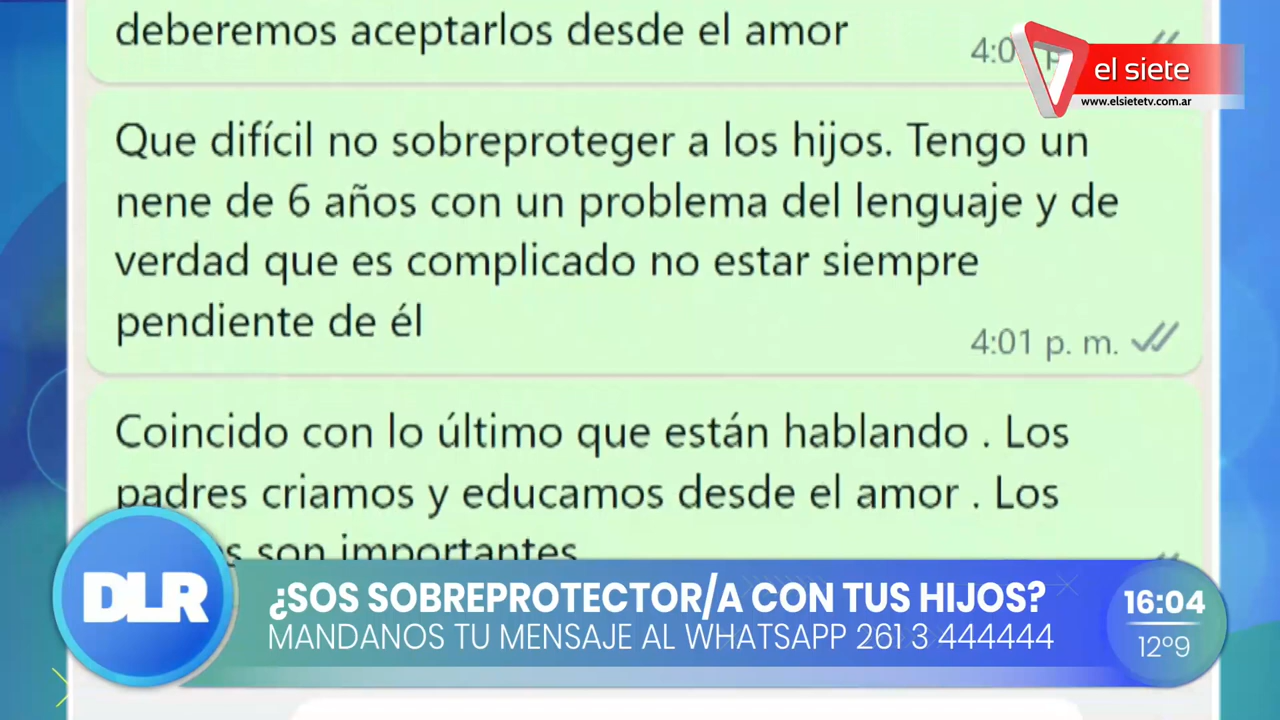 deberemos aceptarlos desde el amor
el siete
www.elsietetv.com.ar
Que difícil no sobreproteger a los hijos. Tengo un
nene de 6 años con un problema del lenguaje y de
verdad que es complicado no estar siempre
pendiente de él
4:01 p. m.
Coincido con lo último que están hablando . Los
padres criamos y educamos desde el amor . Los
son importantes
DLR
¿SOS SOBREPROTECTOR/A CON TUS HIJOS?
MANDANOS TU MENSAJE AL WHATSAPP 261 3 444444
16:04
12º9